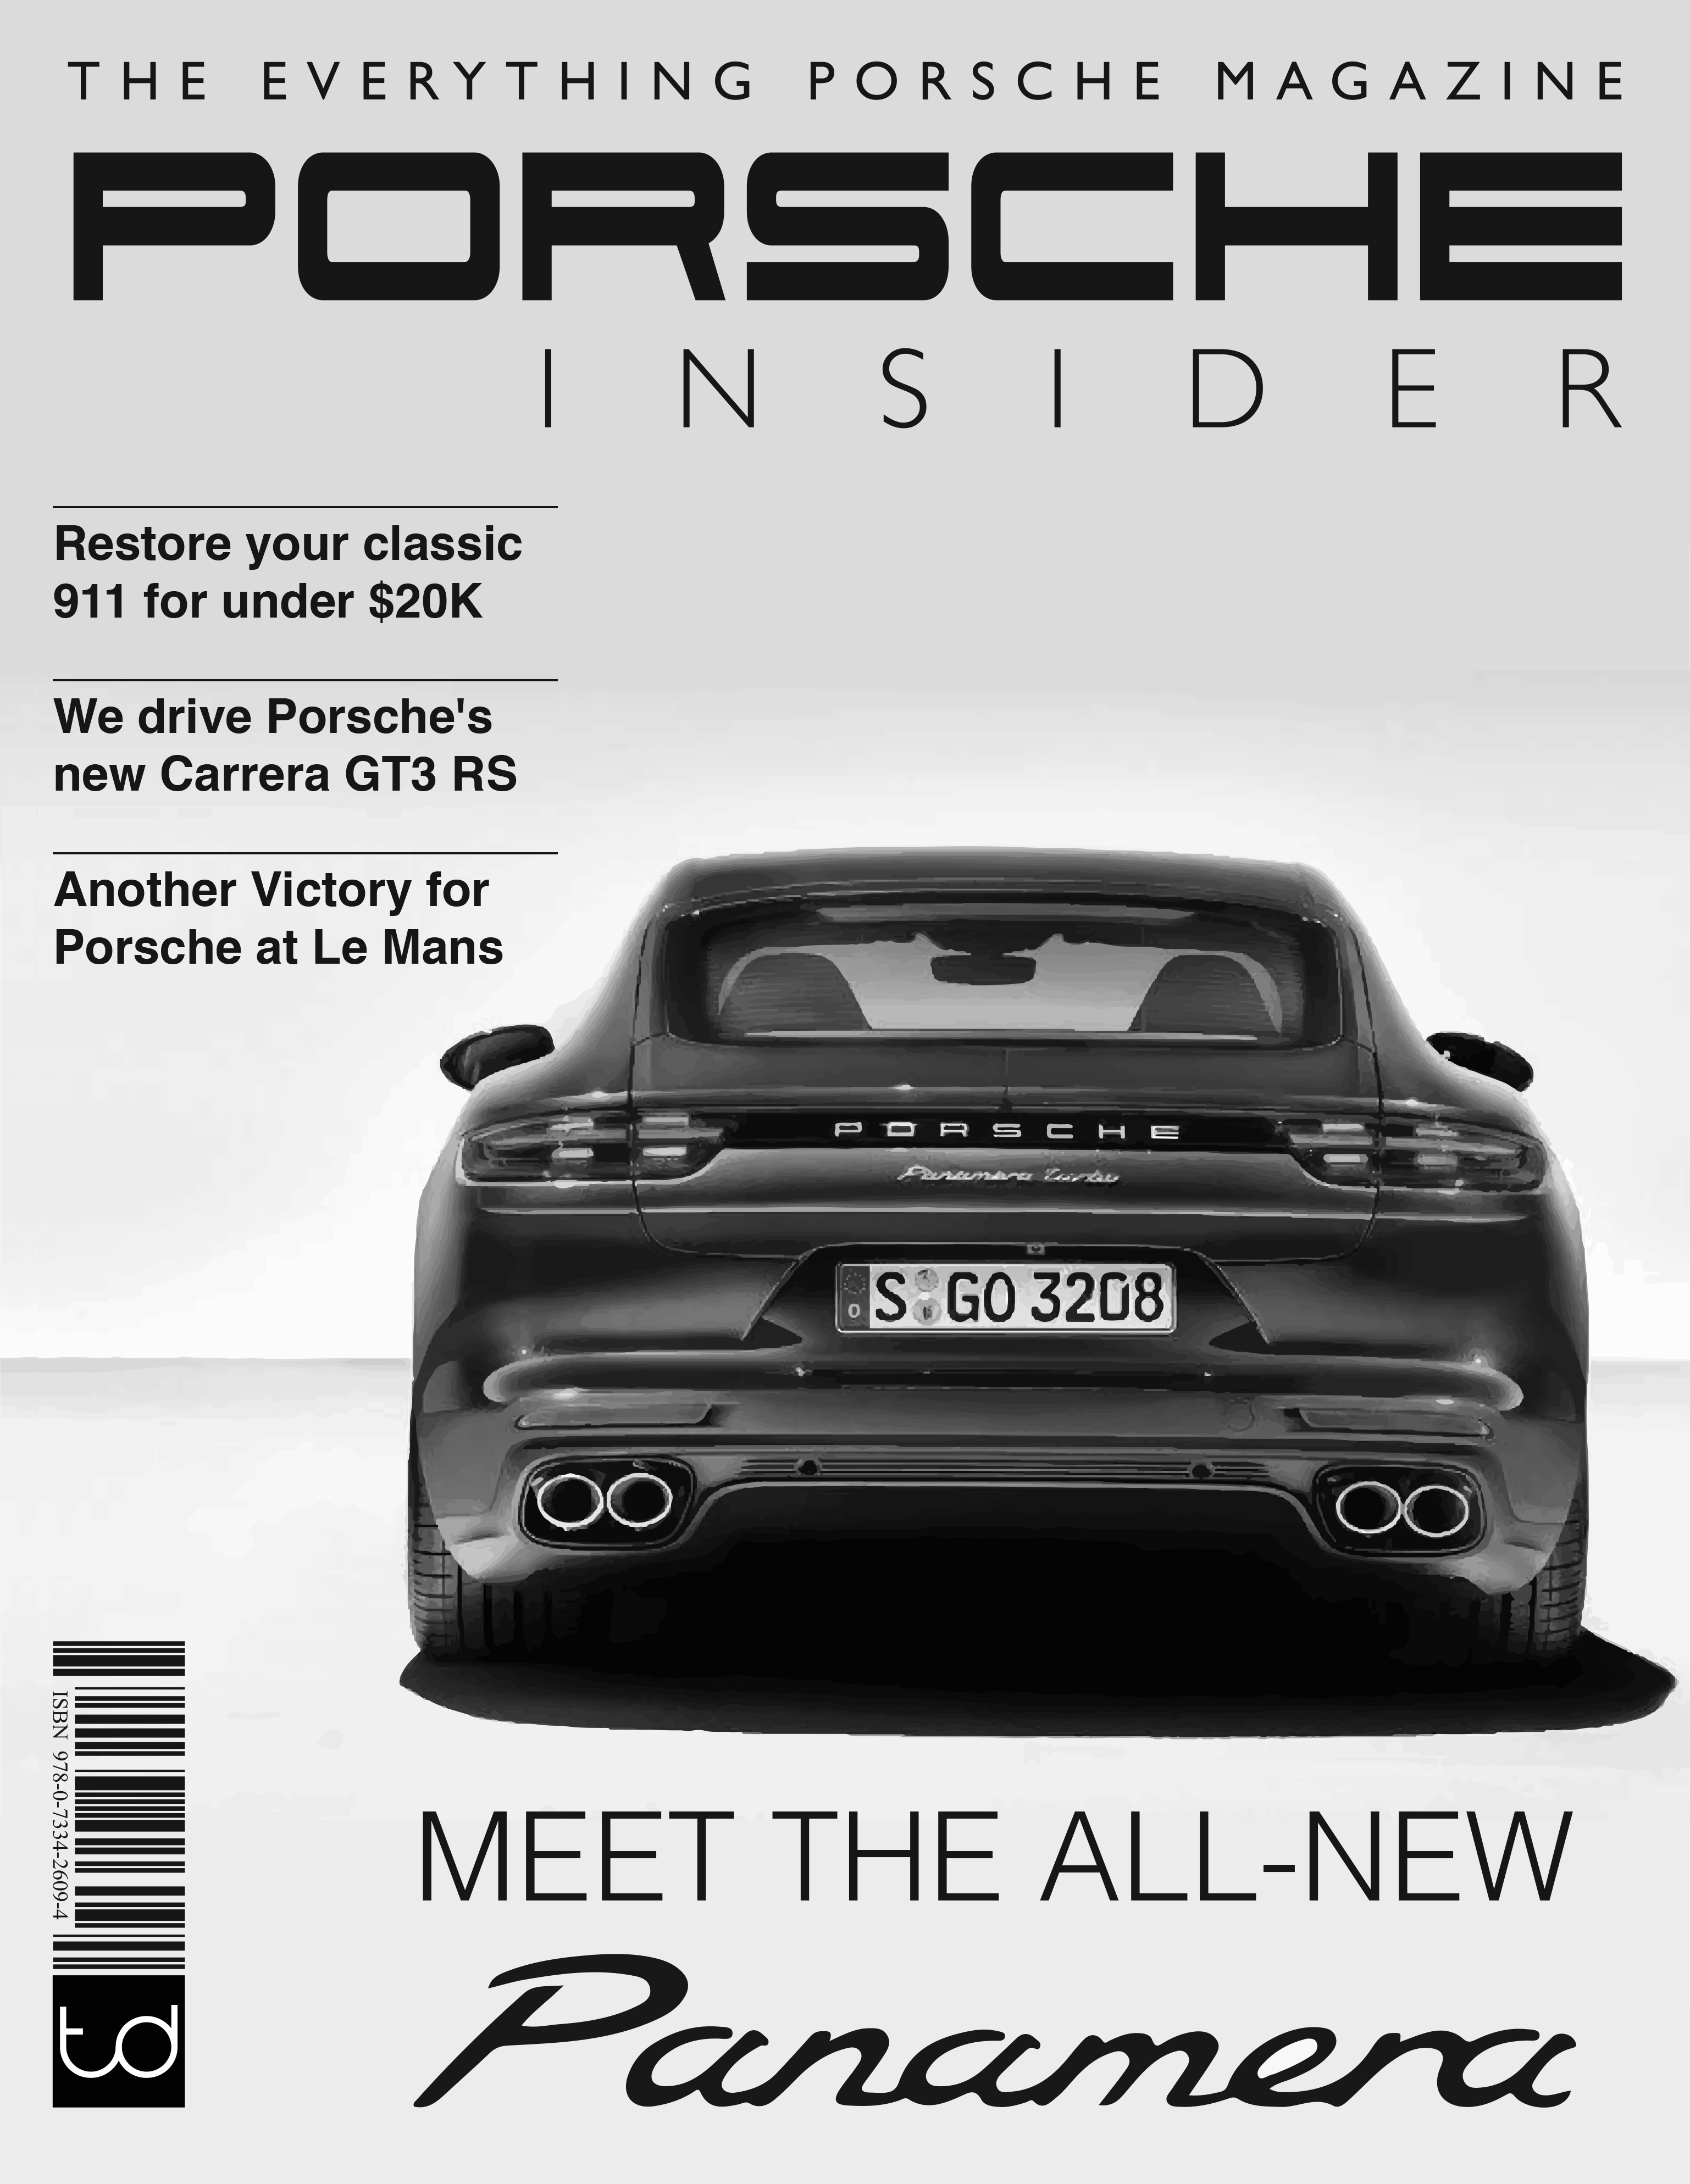 THE EVERYTHING PORSCHE MAGAZINE
PORSCHE
INSIDER
Restore your classic
911 for under $20K
We drive Porsche's
new Carrera GT3 RS
Another Victory for
Porsche at Le Mans
PORSCHE
Panamera turbo
S GO 3208
ISBN 978-0-7334-2609-4
td
MEET THE ALL-NEW
Panamera